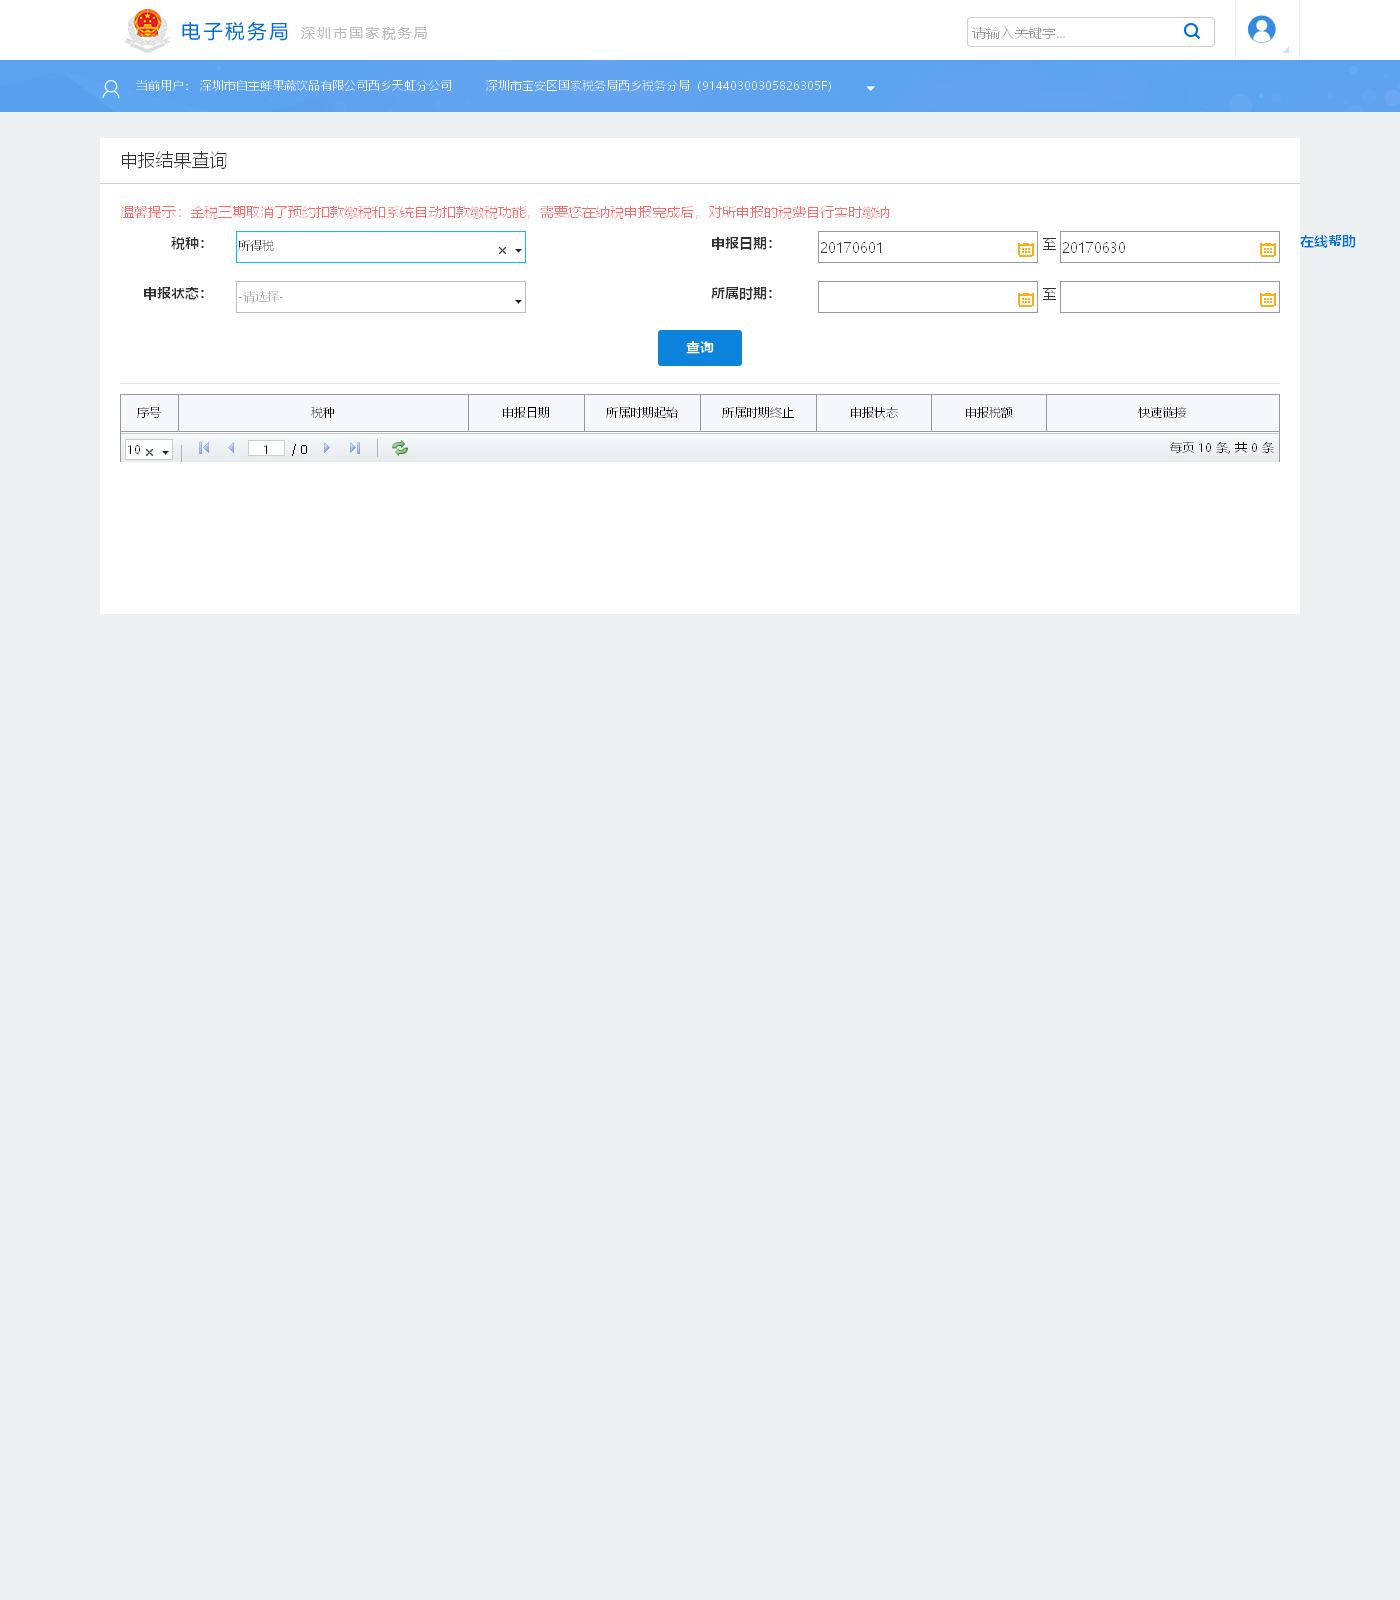 电子税务局 深圳市国家税务局
请输入关键字...
当前用户： 深圳市自主鲜果蔬饮品有限公司西乡天虹分公司 深圳市宝安区国家税务局西乡税务分局 (91440300305826305F)
申报结果查询
温馨提示：金税三期取消了预约扣款缴税和系统自动扣款缴税功能，需要您在纳税申报完成后，对所申报的税费自行实时缴纳
税种： 所得税 申报日期： 20170601 至 20170630 在线帮助
申报状态： -请选择- 所属时期： 至
查询
序号 税种 申报日期 所属时期起始 所属时期终止 申报状态 申报税额 快速链接
10 1 / 0 每页 10 条, 共 0 条